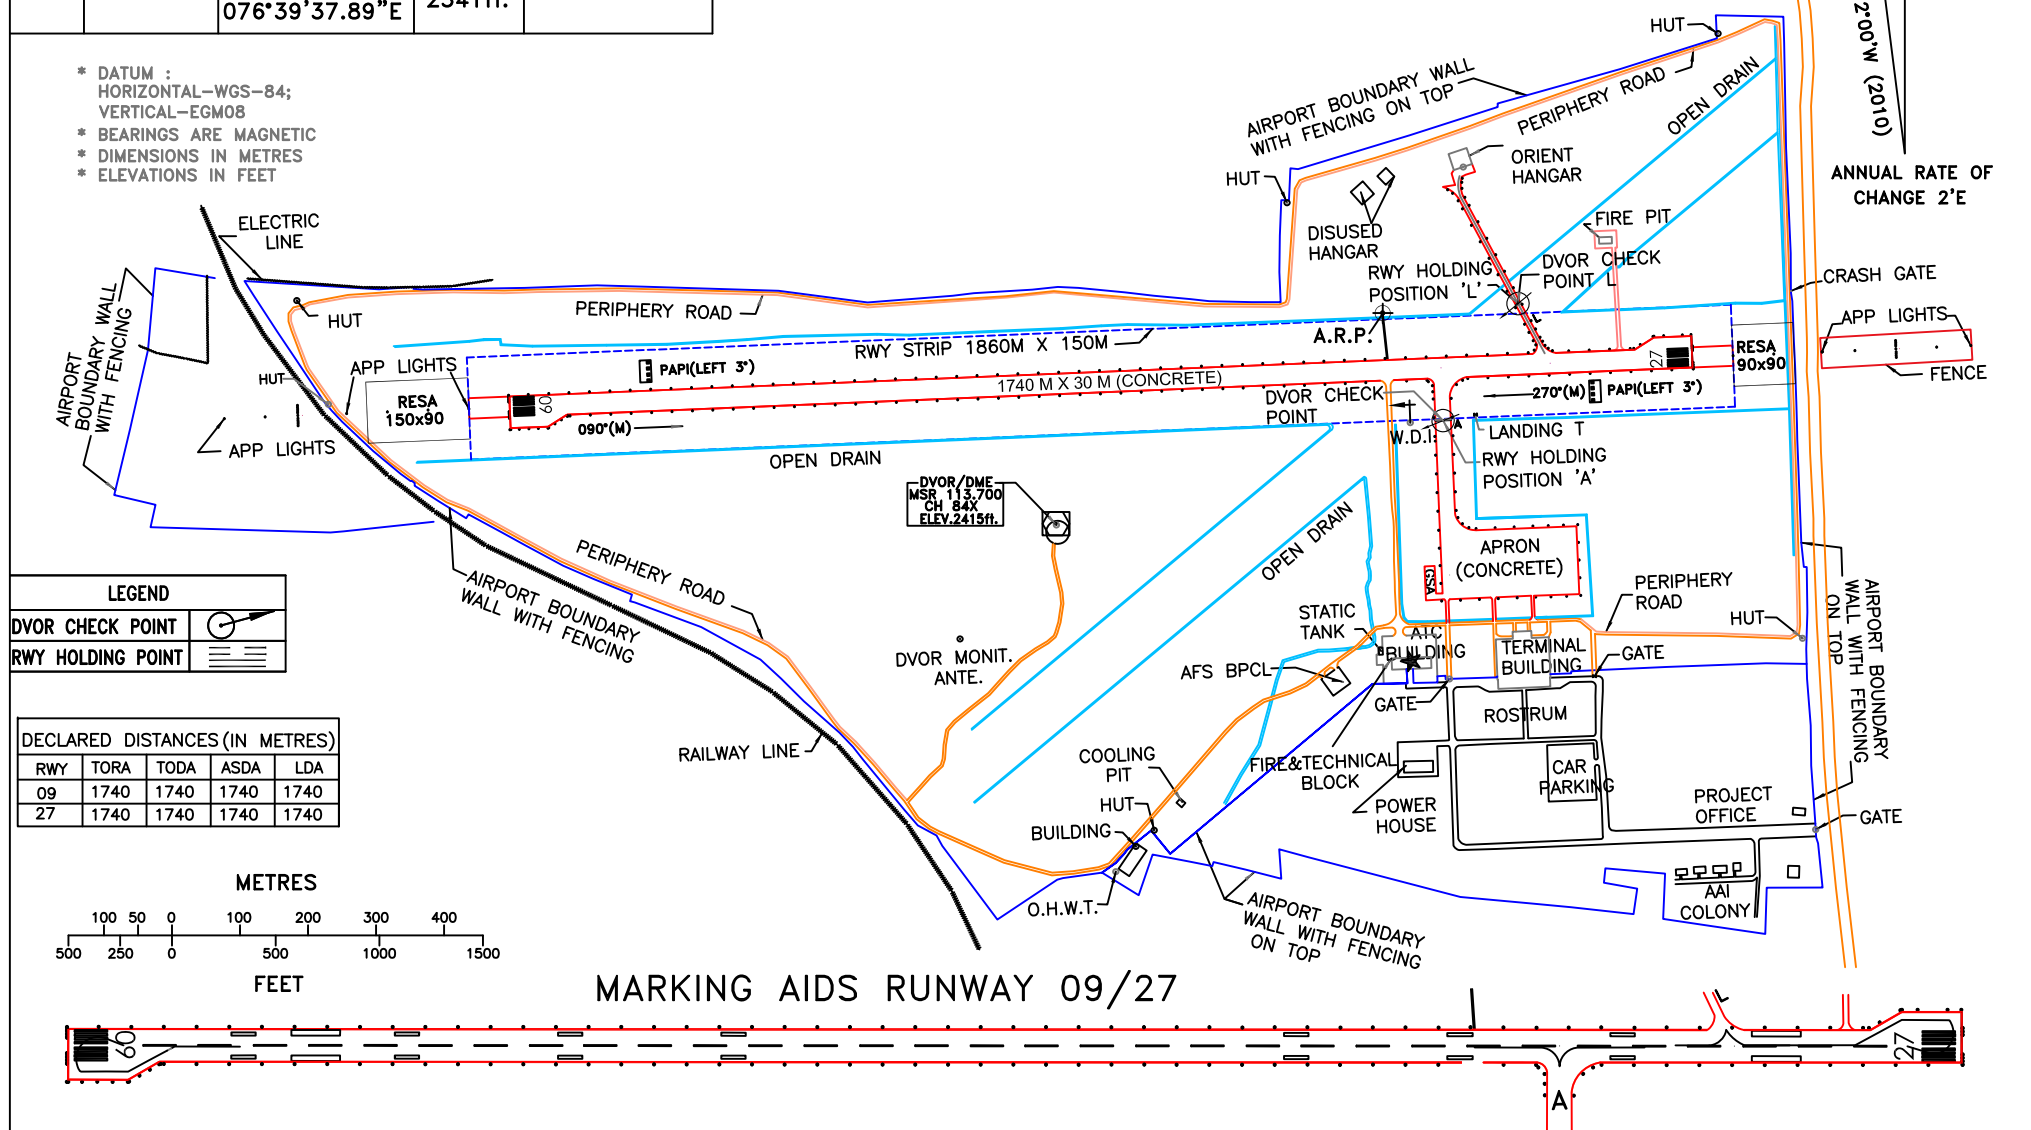 076°39'37.89"E
* DATUM :
HORIZONTAL-WGS-84;
VERTICAL-EGM08
* BEARINGS ARE MAGNETIC
* DIMENSIONS IN METRES
* ELEVATIONS IN FEET
2°00'W (2010)
ANNUAL RATE OF
CHANGE 2'E
HUT
AIRPORT BOUNDARY WALL
WITH FENCING ON TOP
PERIPHERY ROAD
OPEN DRAIN
ORIENT
HANGAR
HUT
DISUSED
HANGAR
FIRE PIT
RWY HOLDING
POSITION 'L'
DVOR CHECK
POINT L
L
CRASH GATE
APP LIGHTS
FENCE
ELECTRIC
LINE
AIRPORT
BOUNDARY WALL
WITH FENCING
HUT
PERIPHERY ROAD
A.R.P.
RWY STRIP 1860M X 150M
PAPI(LEFT 3°)
APP LIGHTS
HUT
RESA
150x90
APP LIGHTS
09
1740 M X 30 M (CONCRETE)
27
RESA
90x90
090°(M)
270°(M)
PAPI(LEFT 3°)
DVOR CHECK
POINT
W.D.I.
A
LANDING T
RWY HOLDING
POSITION 'A'
OPEN DRAIN
DVOR/DME
MSR 113.700
CH 84X
ELEV.2415ft.
OPEN DRAIN
PERIPHERY ROAD
AIRPORT BOUNDARY
WALL WITH FENCING
APRON
(CONCRETE)
GSA
PERIPHERY
ROAD
HUT
AIRPORT BOUNDARY
WALL WITH FENCING
ON TOP
LEGEND
DVOR CHECK POINT
RWY HOLDING POINT
STATIC
TANK
ATC
BUILDING
TERMINAL
BUILDING
GATE
AFS BPCL
GATE
DVOR MONIT.
ANTE.
ROSTRUM
RAILWAY LINE
COOLING
PIT
FIRE&TECHNICAL
BLOCK
CAR
PARKING
POWER
HOUSE
HUT
BUILDING
PROJECT
OFFICE
GATE
O.H.W.T.
AAI
COLONY
AIRPORT BOUNDARY
WALL WITH FENCING
ON TOP
DECLARED DISTANCES(IN METRES)
RWY TORA TODA ASDA LDA
09 1740 1740 1740 1740
27 1740 1740 1740 1740
METRES
100 50 0 100 200 300 400
500 250 0 500 1000 1500
FEET
MARKING AIDS RUNWAY 09/27
09
L
27
A